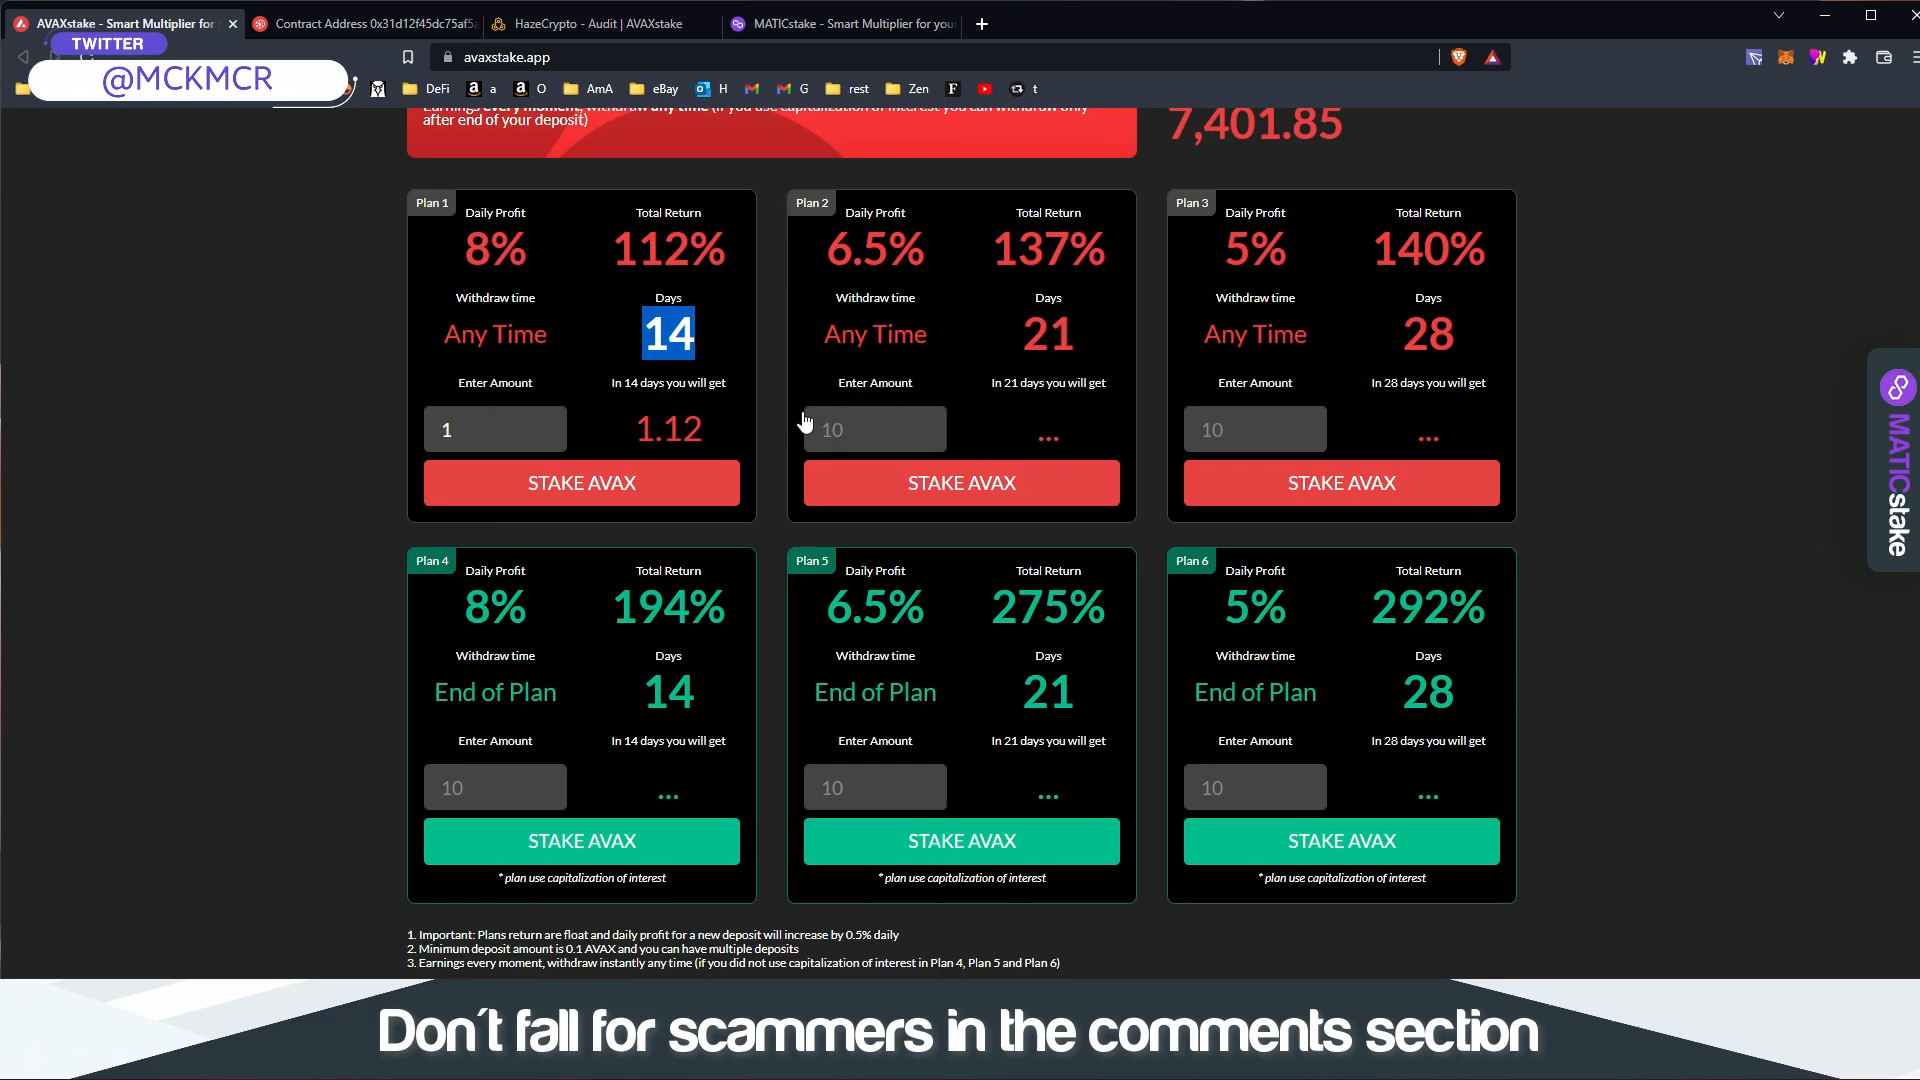 AVAXstake - Smart Multiplier for
Contract Address 0x31d12f45dc75af5a
HazeCrypto - Audit | AVAXstake
MATICstake - Smart Multiplier for your
TWITTER
@MCKMCR
avaxstake.app
DeFi
a
O
AmA
eBay
H
G
rest
Zen
t
after end of your deposit)
7,401.85
Plan 1
Daily Profit
Total Return
8%
112%
Withdraw time
Days
Any Time
14
Enter Amount
In 14 days you will get
1
1.12
STAKE AVAX
Plan 2
Daily Profit
Total Return
6.5%
137%
Withdraw time
Days
Any Time
21
Enter Amount
In 21 days you will get
10
...
STAKE AVAX
Plan 3
Daily Profit
Total Return
5%
140%
Withdraw time
Days
Any Time
28
Enter Amount
In 28 days you will get
10
...
STAKE AVAX
MATICstake
Plan 4
Daily Profit
Total Return
8%
194%
Withdraw time
Days
End of Plan
14
Enter Amount
In 14 days you will get
10
...
STAKE AVAX
* plan use capitalization of interest
Plan 5
Daily Profit
Total Return
6.5%
275%
Withdraw time
Days
End of Plan
21
Enter Amount
In 21 days you will get
10
...
STAKE AVAX
* plan use capitalization of interest
Plan 6
Daily Profit
Total Return
5%
292%
Withdraw time
Days
End of Plan
28
Enter Amount
In 28 days you will get
10
...
STAKE AVAX
* plan use capitalization of interest
1. Important: Plans return are float and daily profit for a new deposit will increase by 0.5% daily
2. Minimum deposit amount is 0.1 AVAX and you can have multiple deposits
3. Earnings every moment, withdraw instantly any time (if you did not use capitalization of interest in Plan 4, Plan 5 and Plan 6)
Don´t fall for scammers in the comments section